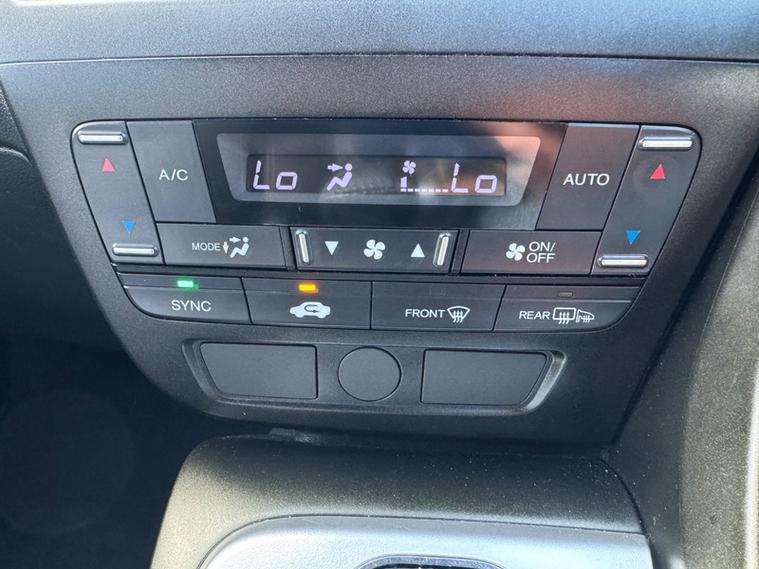 A/C
Lo
Lo
AUTO
MODE
ON/
OFF
SYNC
FRONT
REAR